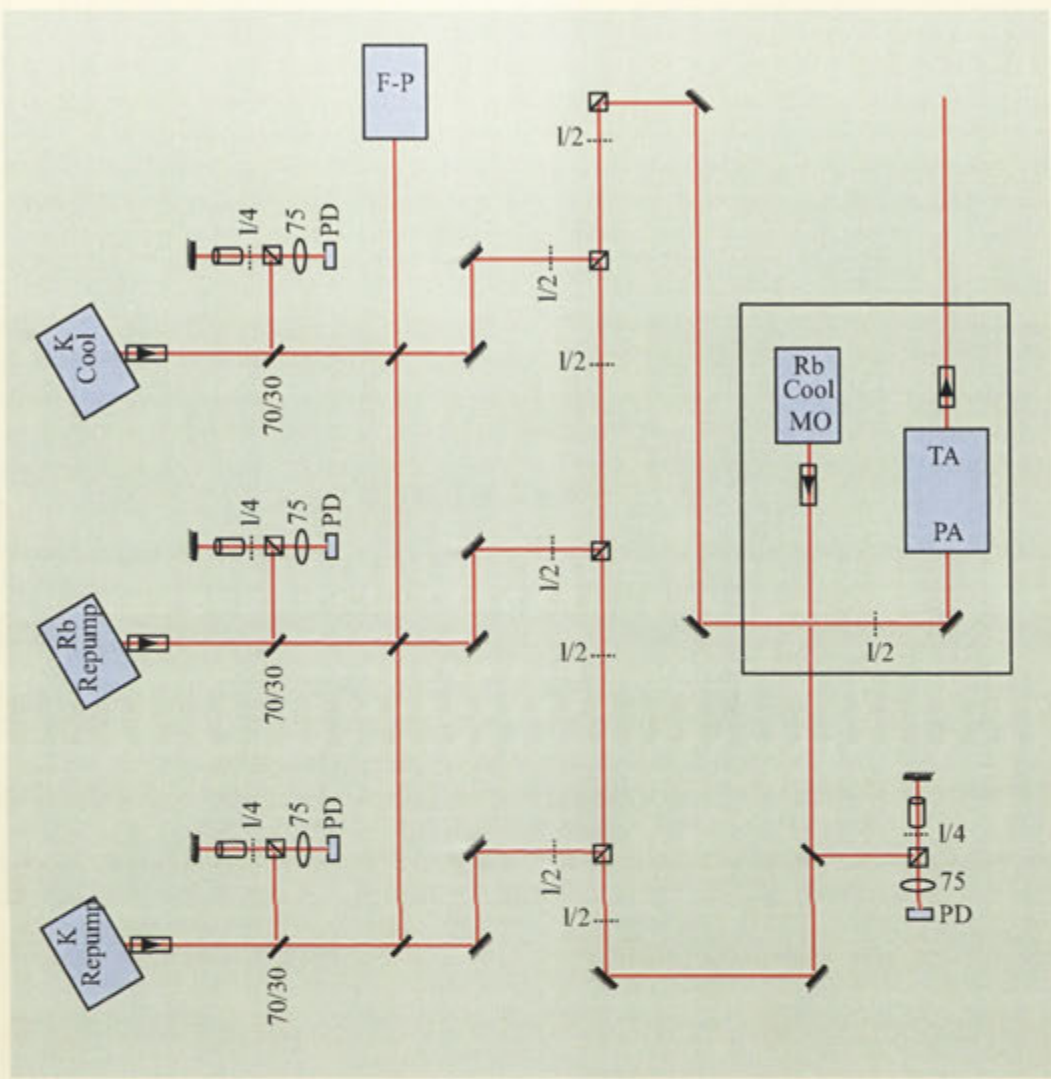 F-P
l/2
l/4
75
PD
K
Cool
70/30
l/2
l/2
Rb
Cool
MO
TA
PA
l/4
75
PD
Rb
Repump
70/30
l/2
l/2
l/2
l/4
75
PD
K
Repump
70/30
l/2
l/2
l/4
75
PD